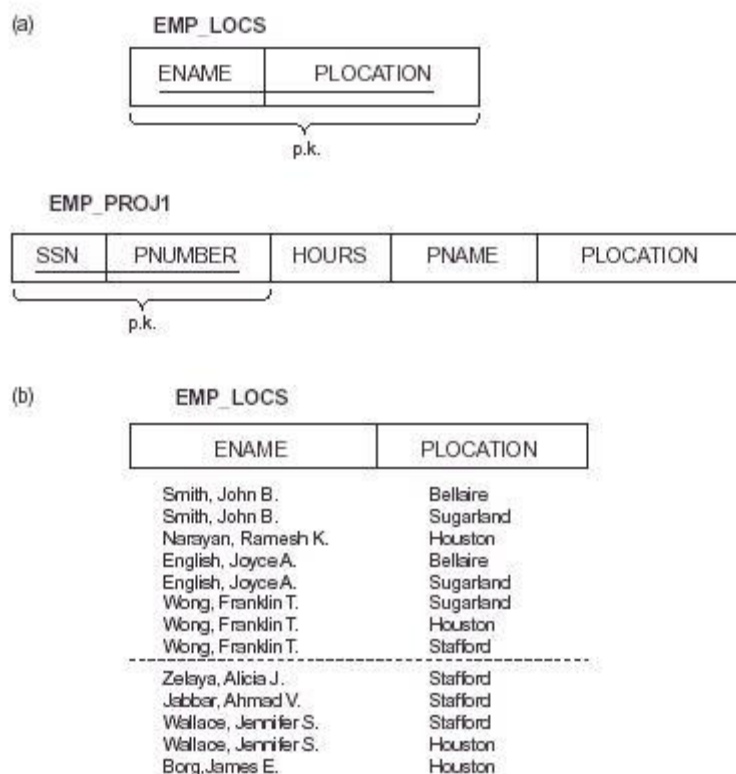 (a) EMP_LOCS
ENAME PLOCATION
p.k.
EMP_PROJ1
SSN PNUMBER HOURS PNAME PLOCATION
p.k.
(b) EMP_LOCS
ENAME PLOCATION
Smith, John B. Bellaire
Smith, John B. Sugarland
Narayan, Ramesh K. Houston
English, Joyce A. Bellaire
English, Joyce A. Sugarland
Wong, Franklin T. Sugarland
Wong, Franklin T. Houston
Wong, Franklin T. Stafford
Zelaya, Alicia J. Stafford
Jabbar, Ahmad V. Stafford
Wallace, Jennifer S. Stafford
Wallace, Jennifer S. Houston
Borg,James E. Houston